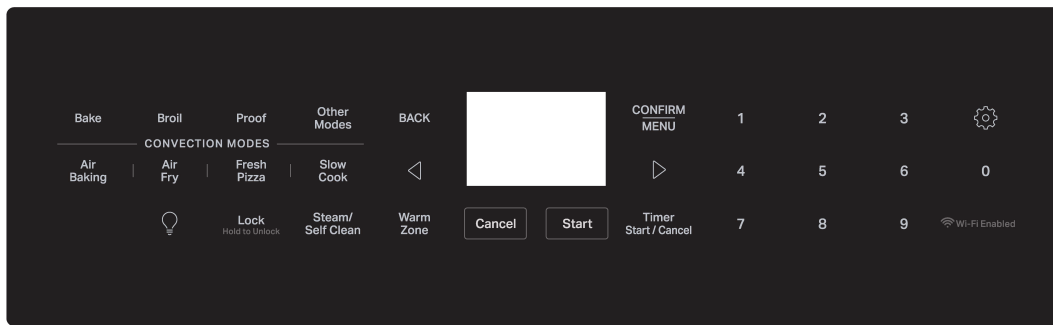 Bake
Broil
Proof
Other
Modes
BACK
CONFIRM
MENU
1
2
3
CONVECTION MODES
Air
Baking
Air
Fry
Fresh
Pizza
Slow
Cook
4
5
6
0
Lock
Hold to Unlock
Steam/
Self Clean
Warm
Zone
Cancel
Start
Timer
Start / Cancel
7
8
9
Wi-Fi Enabled